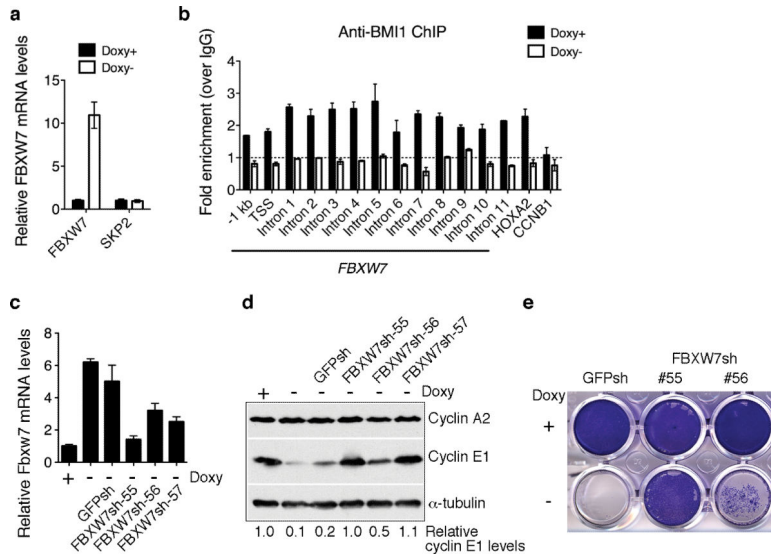 a
Doxy+
Doxy-
Relative FBXW7 mRNA levels
15
10
5
0
FBXW7
SKP2
b
Anti-BMI1 ChIP
Doxy+
Doxy-
Fold enrichment (over IgG)
4
3
2
1
0
-1 kb
TSS
Intron 1
Intron 2
Intron 3
Intron 4
Intron 5
Intron 6
Intron 7
Intron 8
Intron 9
Intron 10
Intron 11
HOXA2
CCNB1
FBXW7
c
Relative Fbxw7 mRNA levels
8
6
4
2
0
+ - - - - - Doxy
GFPsh
FBXW7sh-55
FBXW7sh-56
FBXW7sh-57
d
GFPsh
FBXW7sh-55
FBXW7sh-56
FBXW7sh-57
+ - - - - - Doxy
Cyclin A2
Cyclin E1
α-tubulin
1.0 0.1 0.2 1.0 0.5 1.1 Relative
cyclin E1 levels
e
FBXW7sh
GFPsh #55 #56
Doxy
+
-